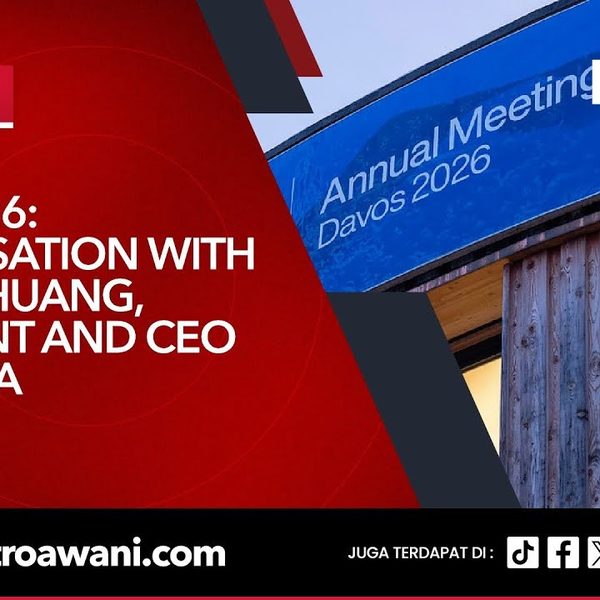 6:
SATION WITH
HUANG,
NT AND CEO
A
Annual Meeting
Davos 2026
troawani.com
JUGA TERDAPAT DI :